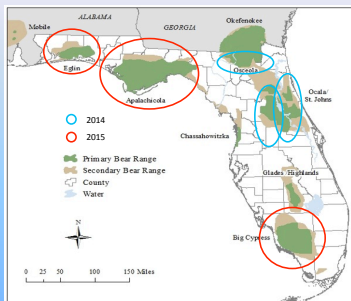 ALABAMA
GEORGIA
Okefenokee
Mobile
Eglin
Osceola
Apalachicola
Ocala/
St. Johns
2014
2015
Chassahowitzka
Primary Bear Range
Secondary Bear Range
County
Water
Glades / Highlands
Big Cypress
N
0 25 50 100 150 Miles